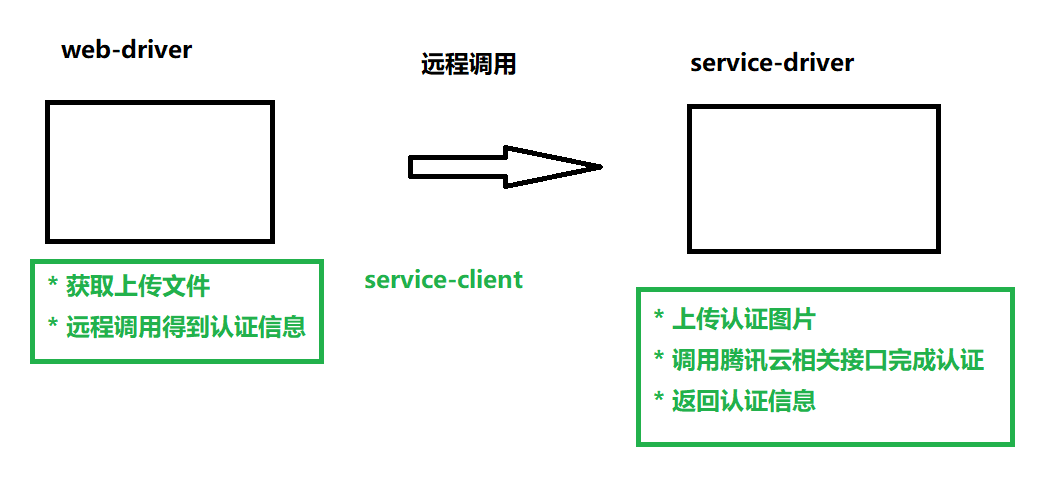 web-driver
远程调用
service-driver
* 获取上传文件
* 远程调用得到认证信息
service-client
* 上传认证图片
* 调用腾讯云相关接口完成认证
* 返回认证信息